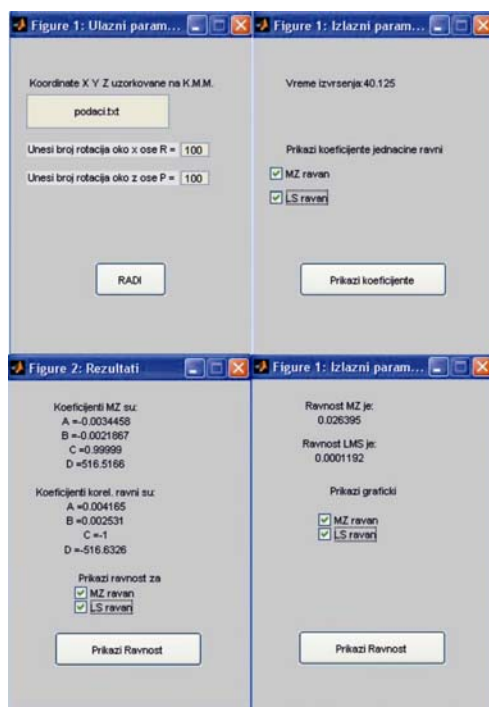 Figure 1: Ulazni param...
Koordinate X Y Z uzorkovane na K.M.M.
podaci.txt
Unesi broj rotacija oko x ose R = 100
Unesi broj rotacija oko z ose P = 100
RADI
Figure 1: Izlazni param...
Vreme izvrsenja:40.125
Prikazi koeficijente jednacine ravni
MZ ravan
LS ravan
Prikazi koeficijente
Figure 2: Rezultati
Koeficijenti MZ su:
A =-0.0034458
B =-0.0021867
C =0.99999
D =516.5166
Koeficijenti korel. ravni su:
A =0.004165
B =0.002531
C =-1
D =-516.6326
Prikazi ravnost za
MZ ravan
LS ravan
Prikazi Ravnost
Figure 1: Izlazni param...
Ravnost MZ je:
0.026395
Ravnost LMS je:
0.0001192
Prikazi graficki
MZ ravan
LS ravan
Prikazi Ravnost